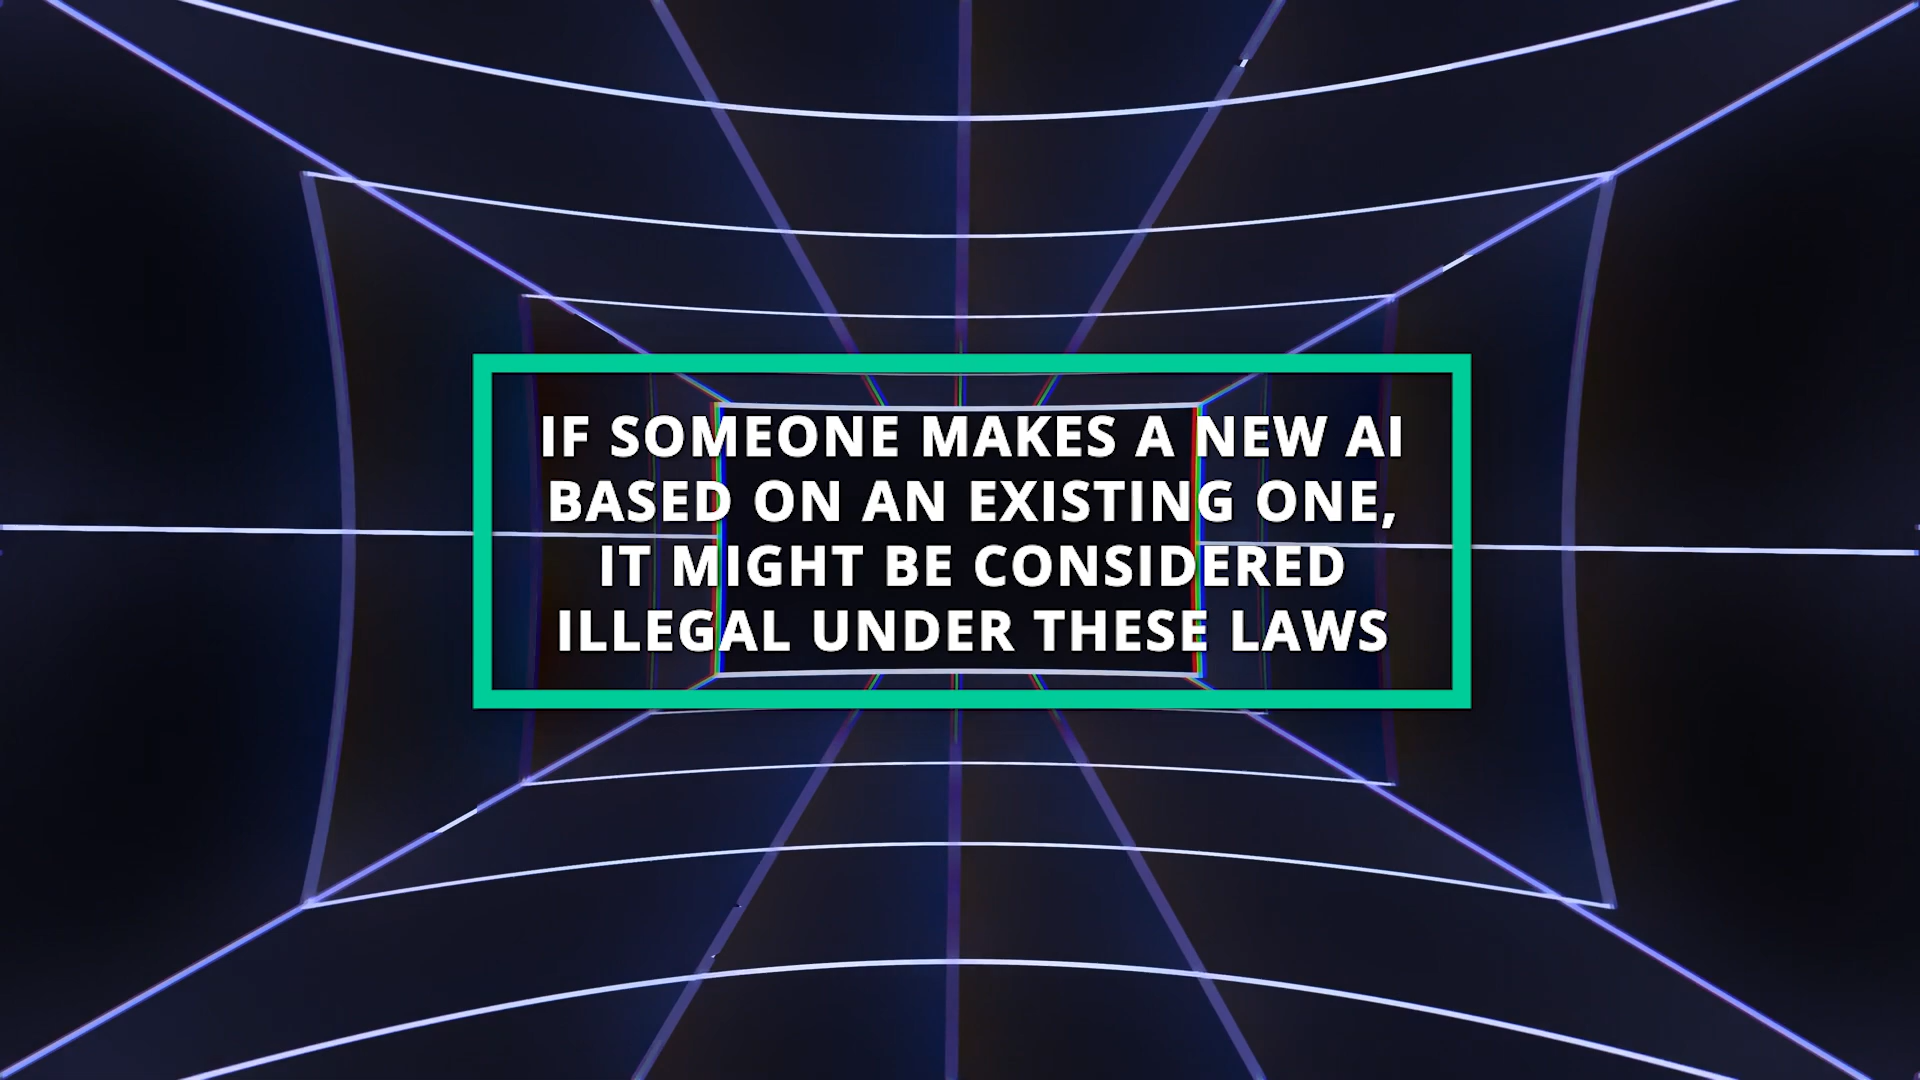 IF SOMEONE MAKES A NEW AI
BASED ON AN EXISTING ONE,
IT MIGHT BE CONSIDERED
ILLEGAL UNDER THESE LAWS